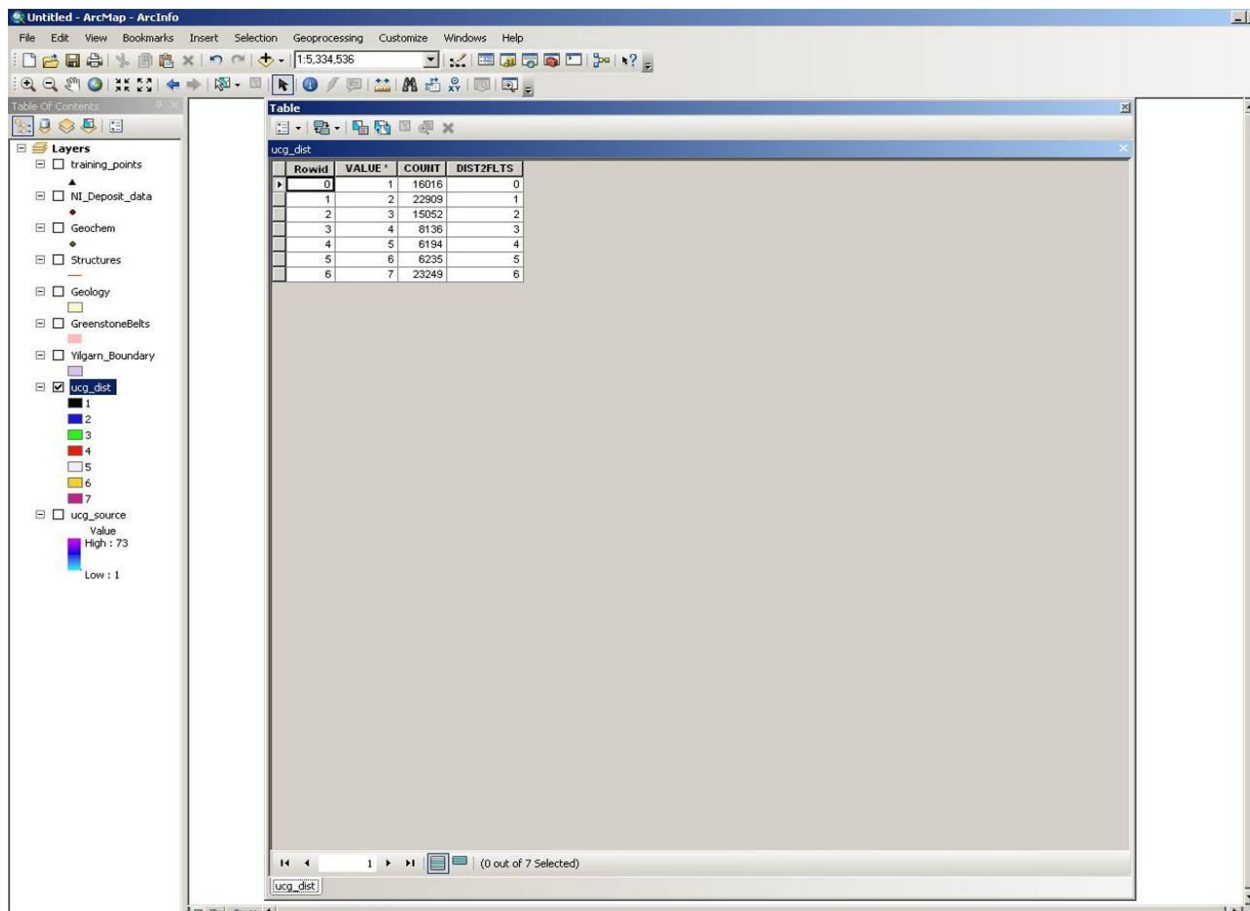 Untitled - ArcMap - ArcInfo
File Edit View Bookmarks Insert Selection Geoprocessing Customize Windows Help
1:5,334,536
Table Of Contents
Layers
training_points
NI_Deposit_data
Geochem
Structures
Geology
GreenstoneBelts
Yilgarn_Boundary
ucg_dist
1
2
3
4
5
6
7
ucg_source
Value
High : 73
Low : 1
Table
ucg_dist
Rowid VALUE * COUNT DIST2FLTS
0 1 16016 0
1 2 22909 1
2 3 15052 2
3 4 8136 3
4 5 6194 4
5 6 6235 5
6 7 23249 6
1 (0 out of 7 Selected)
ucg_dist